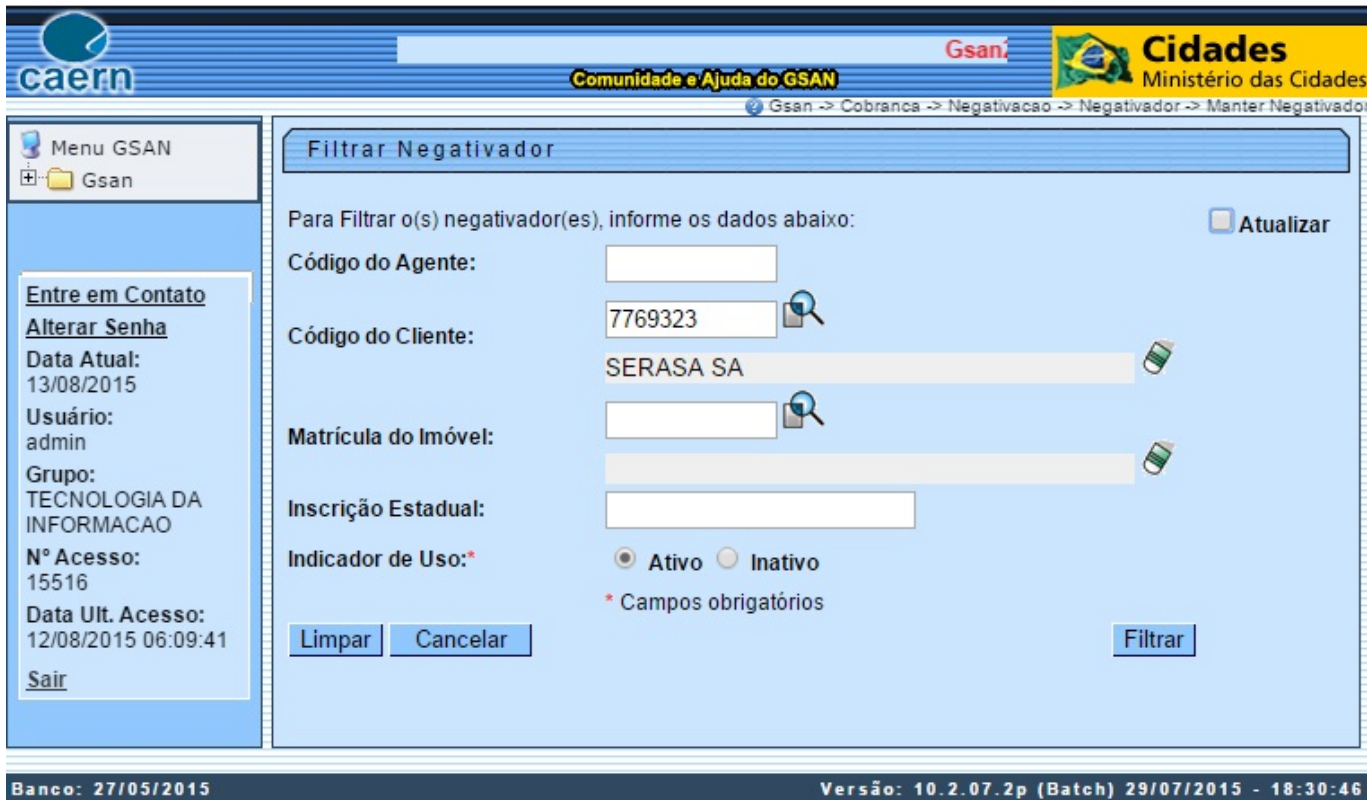 caern
Gsan
Comunidade e Ajuda do GSAN
Cidades
Ministério das Cidades
Gsan -> Cobranca -> Negativacao -> Negativador -> Manter Negativador
Menu GSAN
Gsan
Entre em Contato
Alterar Senha
Data Atual:
13/08/2015
Usuário:
admin
Grupo:
TECNOLOGIA DA
INFORMACAO
Nº Acesso:
15516
Data Ult. Acesso:
12/08/2015 06:09:41
Sair
Filtrar Negativador
Para Filtrar o(s) negativador(es), informe os dados abaixo:
Atualizar
Código do Agente:
Código do Cliente:
7769323
SERASA SA
Matrícula do Imóvel:
Inscrição Estadual:
Indicador de Uso:*
Ativo Inativo
* Campos obrigatórios
Limpar Cancelar Filtrar
Banco: 27/05/2015
Versão: 10.2.07.2p (Batch) 29/07/2015 - 18:30:46